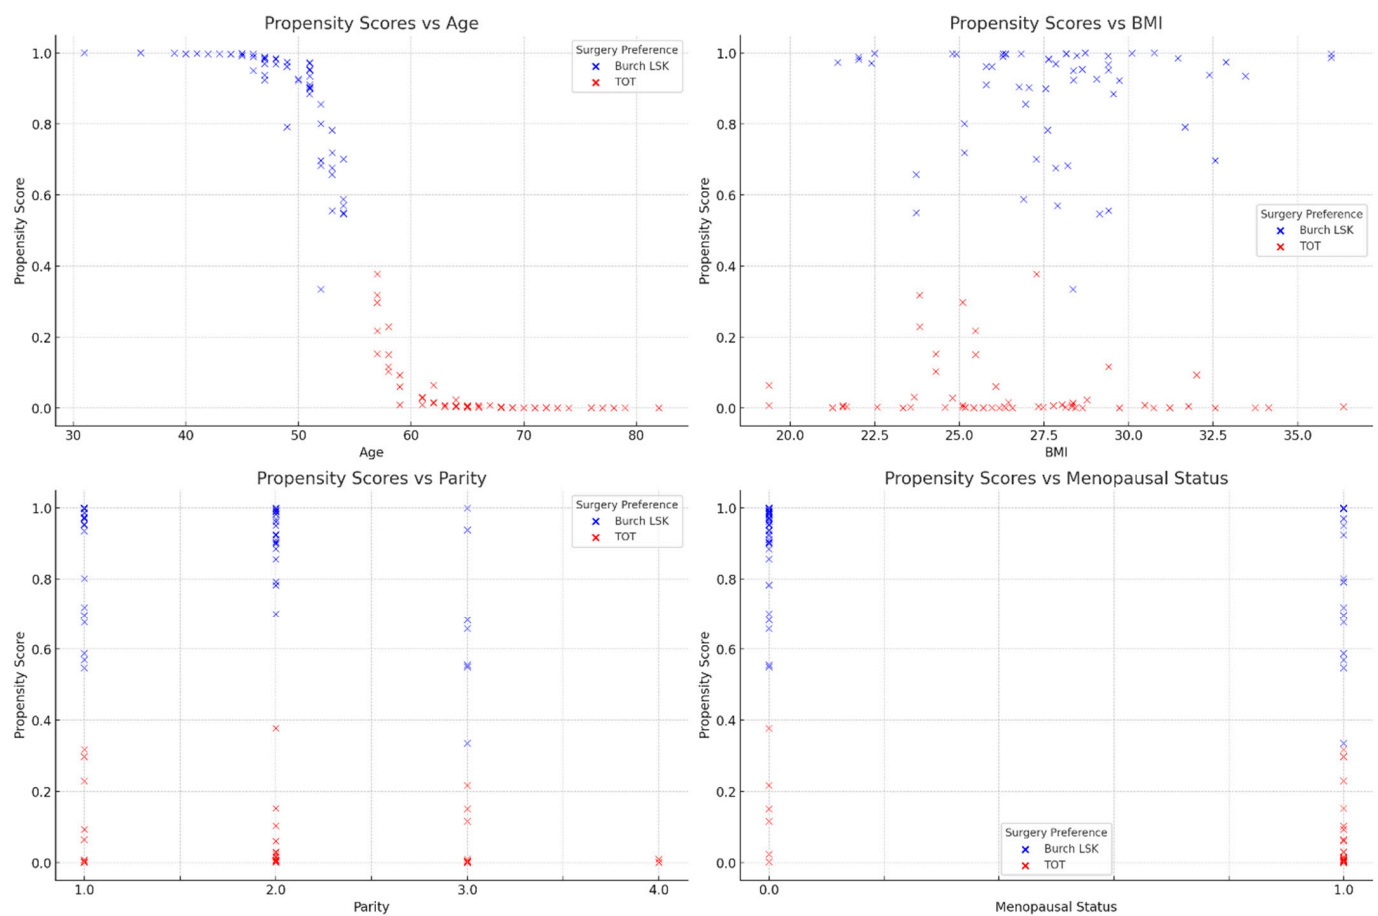 Propensity Scores vs Age
Propensity Score
1.0
0.8
0.6
0.4
0.2
0.0
30 40 50 60 70 80
Age
Surgery Preference
Burch LSK
TOT
Propensity Scores vs BMI
Propensity Score
1.0
0.8
0.6
0.4
0.2
0.0
20.0 22.5 25.0 27.5 30.0 32.5 35.0
BMI
Surgery Preference
Burch LSK
TOT
Propensity Scores vs Parity
Propensity Score
1.0
0.8
0.6
0.4
0.2
0.0
1.0 2.0 3.0 4.0
Parity
Surgery Preference
Burch LSK
TOT
Propensity Scores vs Menopausal Status
Propensity Score
1.0
0.8
0.6
0.4
0.2
0.0
0.0 1.0
Menopausal Status
Surgery Preference
Burch LSK
TOT